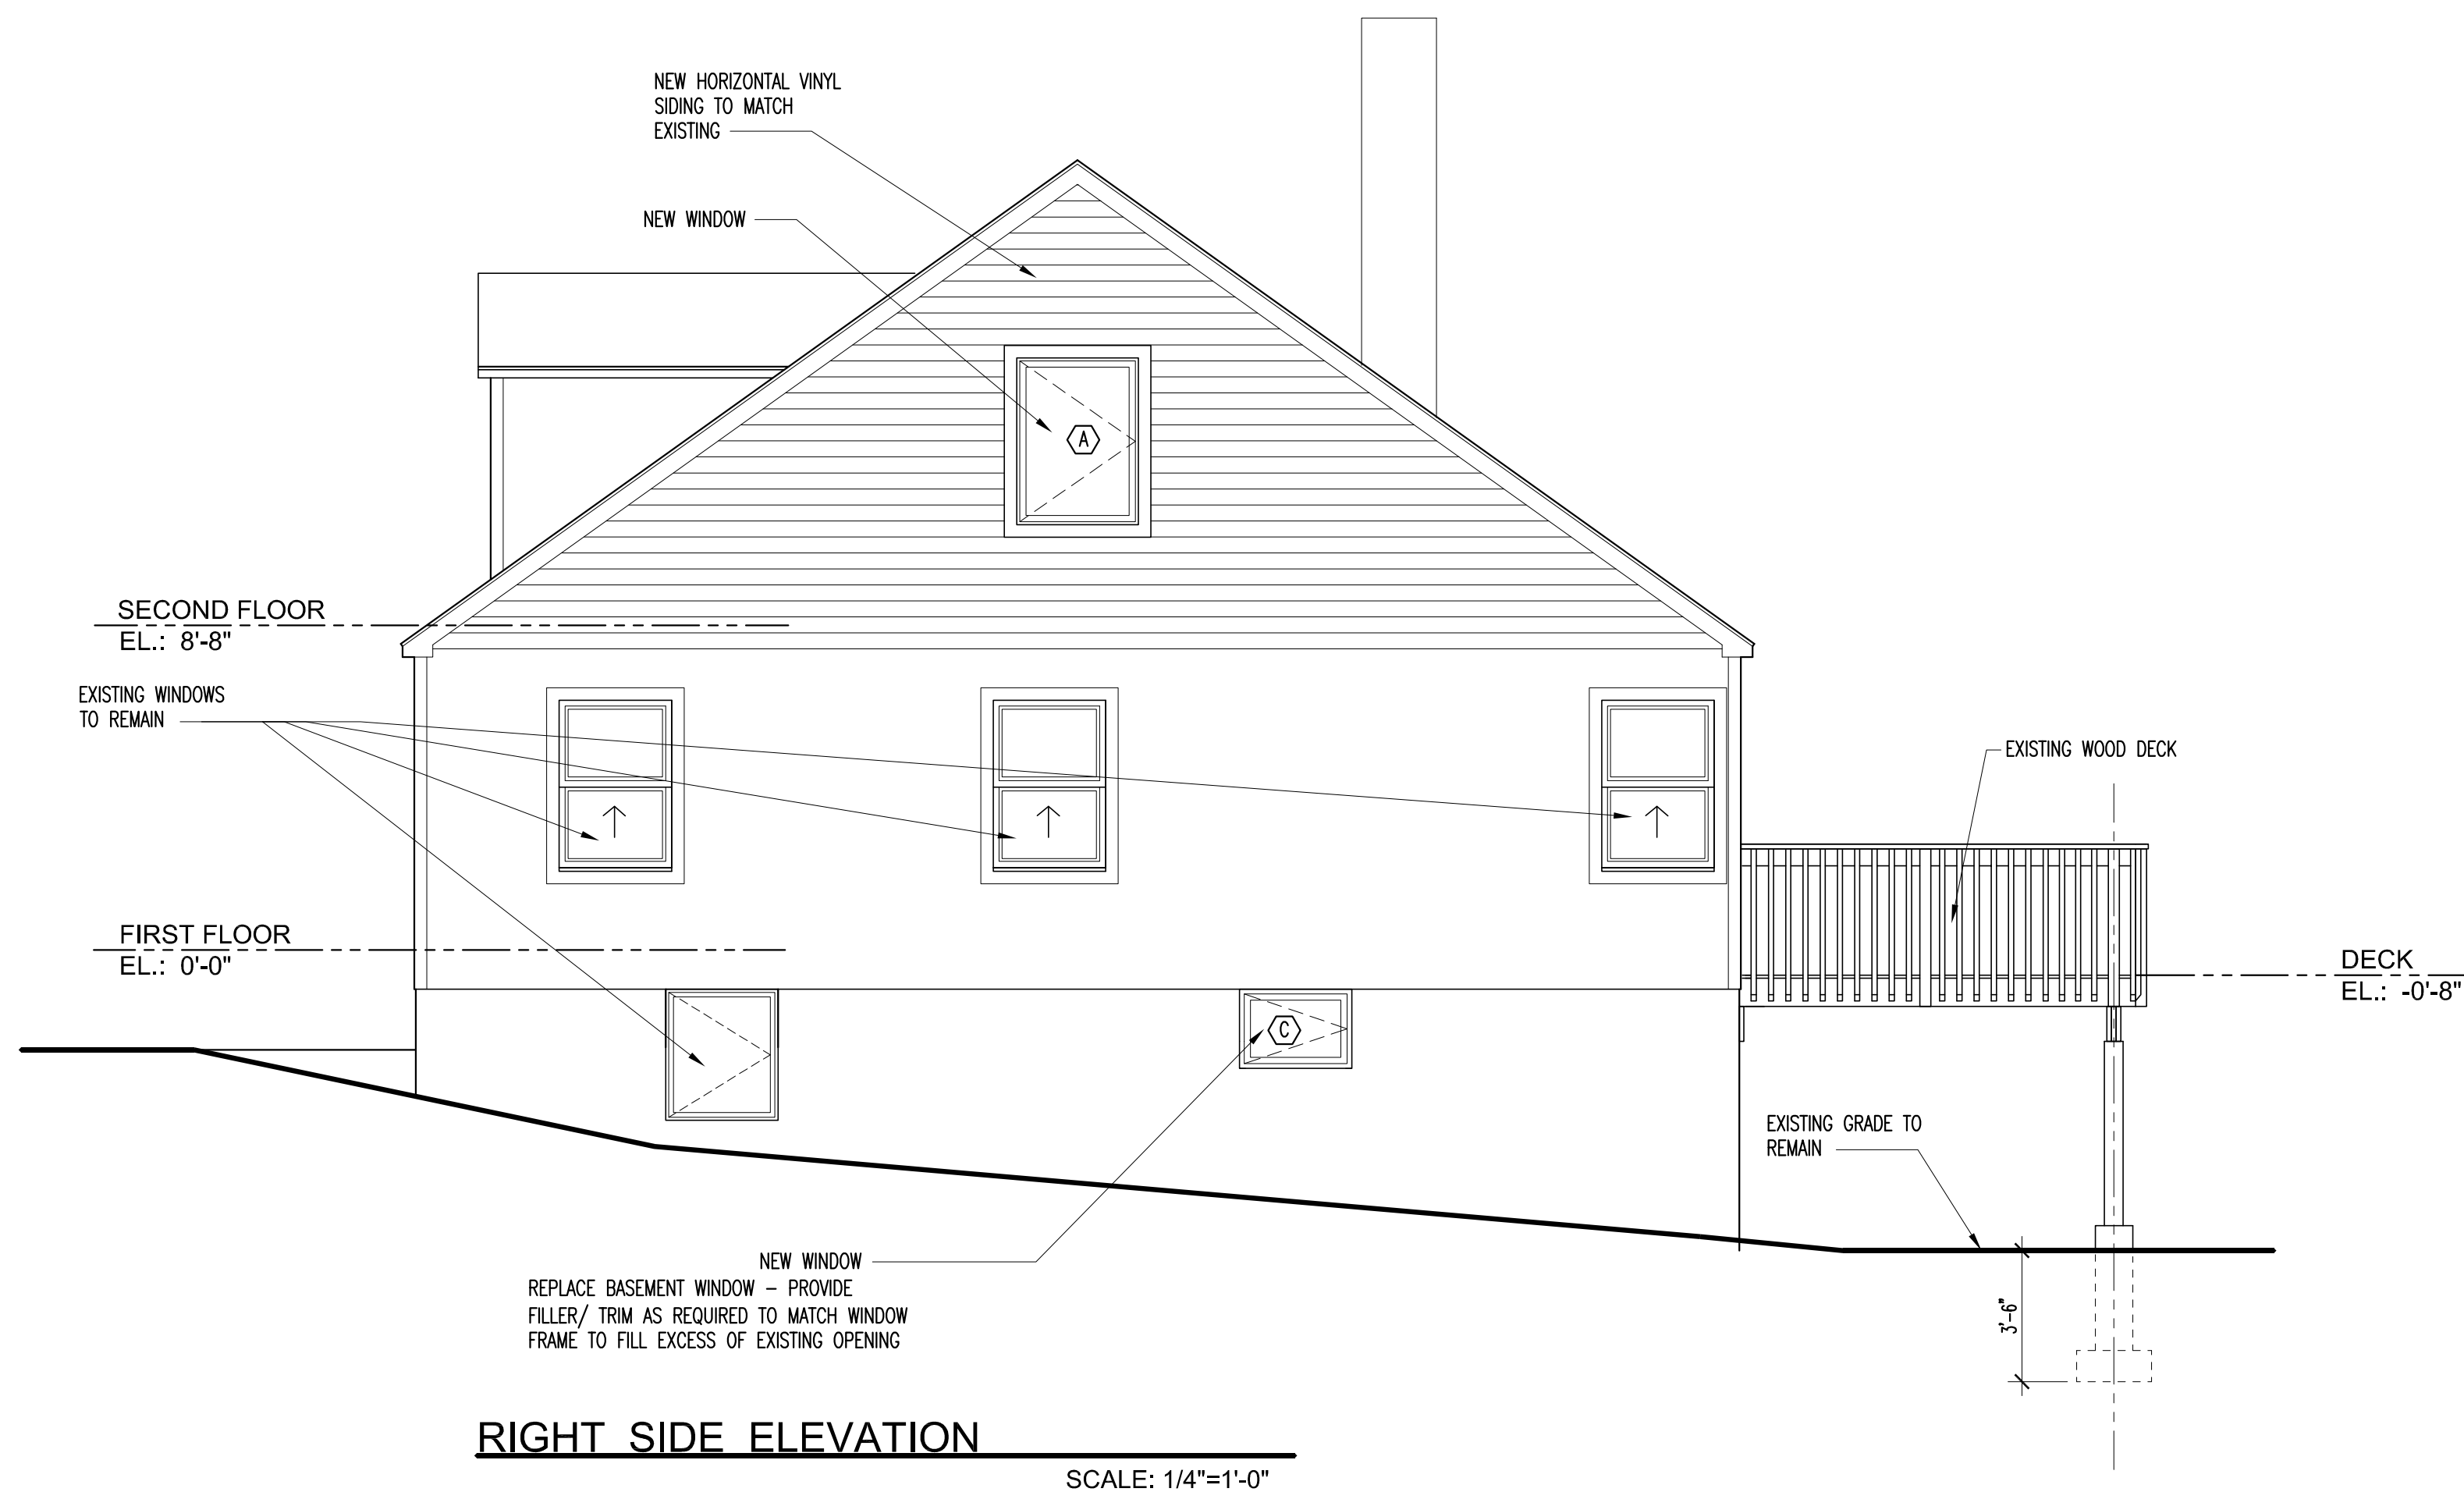 NEW HORIZONTAL VINYL
SIDING TO MATCH
EXISTING
NEW WINDOW
A
SECOND FLOOR
EL.: 8'-8"
EXISTING WINDOWS
TO REMAIN
EXISTING WOOD DECK
FIRST FLOOR
EL.: 0'-0"
DECK
EL.: -0'-8"
C
EXISTING GRADE TO
REMAIN
NEW WINDOW
REPLACE BASEMENT WINDOW – PROVIDE
FILLER/ TRIM AS REQUIRED TO MATCH WINDOW
FRAME TO FILL EXCESS OF EXISTING OPENING
3'-6"
RIGHT SIDE ELEVATION
SCALE: 1/4"=1'-0"